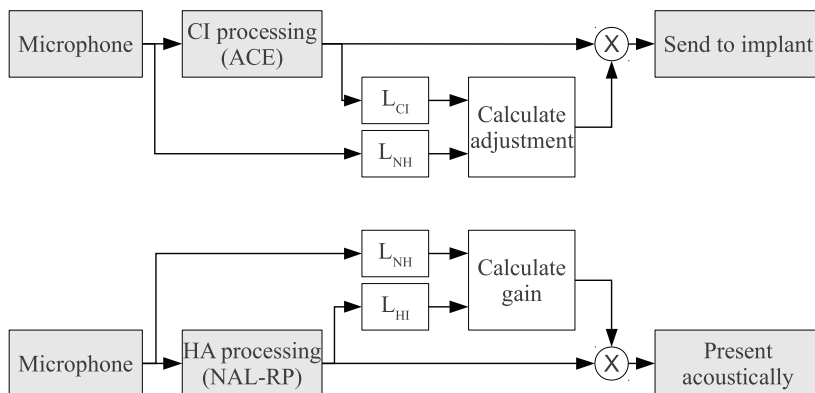 Microphone
CI processing
(ACE)
X
Send to implant
L_CI
Calculate
adjustment
L_NH
L_NH
Calculate
gain
L_HI
Microphone
HA processing
(NAL-RP)
X
Present
acoustically